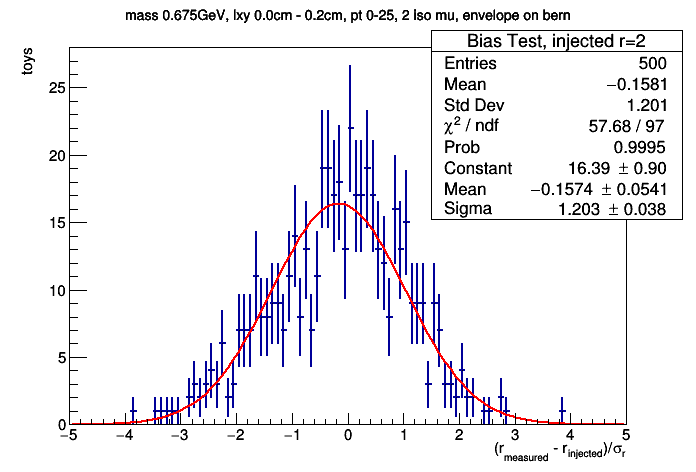 mass 0.675GeV, lxy 0.0cm - 0.2cm, pt 0-25, 2 iso mu, envelope on bern
Bias Test, injected r=2
Entries 500
Mean −0.1581
Std Dev 1.201
χ² / ndf 57.68 / 97
Prob 0.9995
Constant 16.39 ± 0.90
Mean −0.1574 ± 0.0541
Sigma 1.203 ± 0.038
toys
25
20
15
10
5
0
−5 −4 −3 −2 −1 0 1 2 3 4 5
(r_measured - r_injected)/σ_r